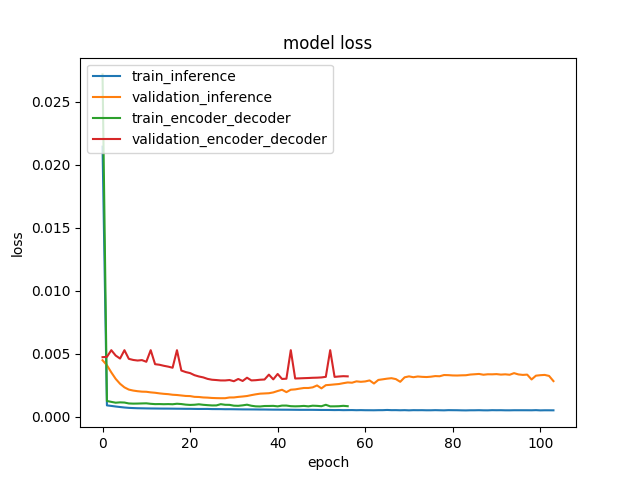 model loss
train_inference
validation_inference
train_encoder_decoder
validation_encoder_decoder
loss
0.025
0.020
0.015
0.010
0.005
0.000
0 20 40 60 80 100
epoch